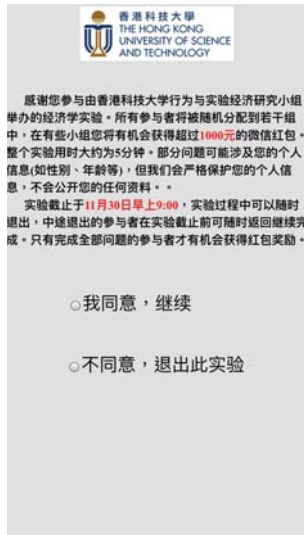 香港科技大學
THE HONG KONG
UNIVERSITY OF SCIENCE
AND TECHNOLOGY
感谢您参与由香港科技大学行为与实验经济研究小组
举办的经济学实验。所有参与者将被随机分配到若干组
中，在有些小组您将有机会获得超过1000元的微信红包。
整个实验用时大约为5分钟。部分问题可能涉及您的个人
信息(如性别、年龄等)，但我们会严格保护您的个人信
息，不会公开您的任何资料。。
实验截止于11月30日早上9:00，实验过程中可以随时
退出，中途退出的参与者在实验截止前可随时返回继续完
成。只有完成全部问题的参与者才有机会获得红包奖励。
我同意，继续
不同意，退出此实验